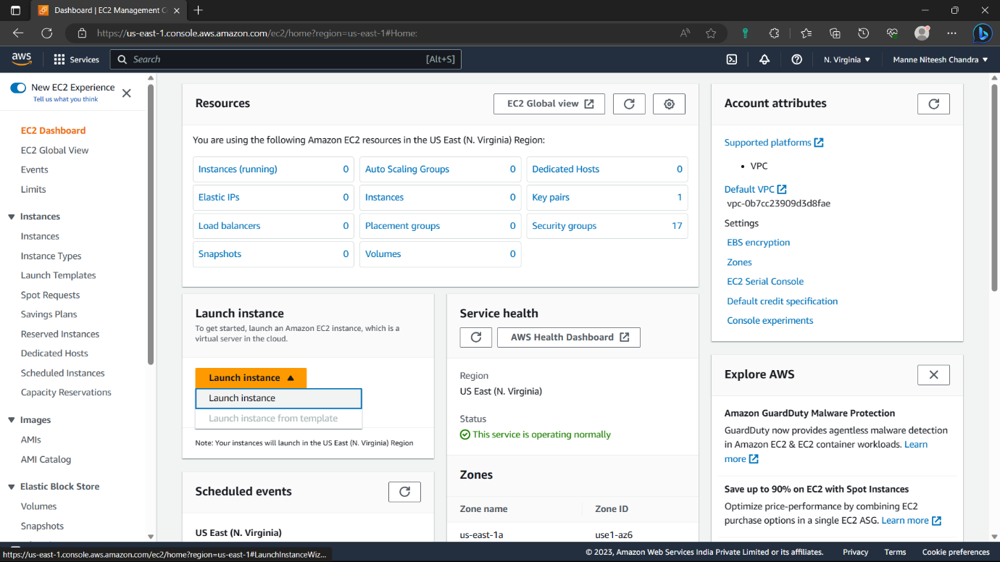 Dashboard | EC2 Management C
https://us-east-1.console.aws.amazon.com/ec2/home?region=us-east-1#Home:
aws
Services
Search
[Alt+S]
N. Virginia
Manne Niteesh Chandra
New EC2 Experience
Tell us what you think
EC2 Dashboard
EC2 Global View
Events
Limits
Instances
Instances
Instance Types
Launch Templates
Spot Requests
Savings Plans
Reserved Instances
Dedicated Hosts
Scheduled Instances
Capacity Reservations
Images
AMIs
AMI Catalog
Elastic Block Store
Volumes
Snapshots
Resources
EC2 Global view
You are using the following Amazon EC2 resources in the US East (N. Virginia) Region:
Instances (running) 0
Auto Scaling Groups 0
Dedicated Hosts 0
Elastic IPs 0
Instances 0
Key pairs 1
Load balancers 0
Placement groups 0
Security groups 17
Snapshots 0
Volumes 0
Launch instance
To get started, launch an Amazon EC2 instance, which is a
virtual server in the cloud.
Launch instance
Launch instance
Launch instance from template
Note: Your instances will launch in the US East (N. Virginia) Region
Scheduled events
US East (N. Virginia)
Service health
AWS Health Dashboard
Region
US East (N. Virginia)
Status
This service is operating normally
Zones
Zone name
Zone ID
us-east-1a
use1-az6
Account attributes
Supported platforms
• VPC
Default VPC
vpc-0b7cc23909d3d8fae
Settings
EBS encryption
Zones
EC2 Serial Console
Default credit specification
Console experiments
Explore AWS
Amazon GuardDuty Malware Protection
GuardDuty now provides agentless malware detection
in Amazon EC2 & EC2 container workloads. Learn
more
Save up to 90% on EC2 with Spot Instances
Optimize price-performance by combining EC2
purchase options in a single EC2 ASG. Learn more
https://us-east-1.console.aws.amazon.com/ec2/home?region=us-east-1#LaunchInstanceWiz...
© 2023, Amazon Web Services India Private Limited or its affiliates.
Privacy
Terms
Cookie preferences